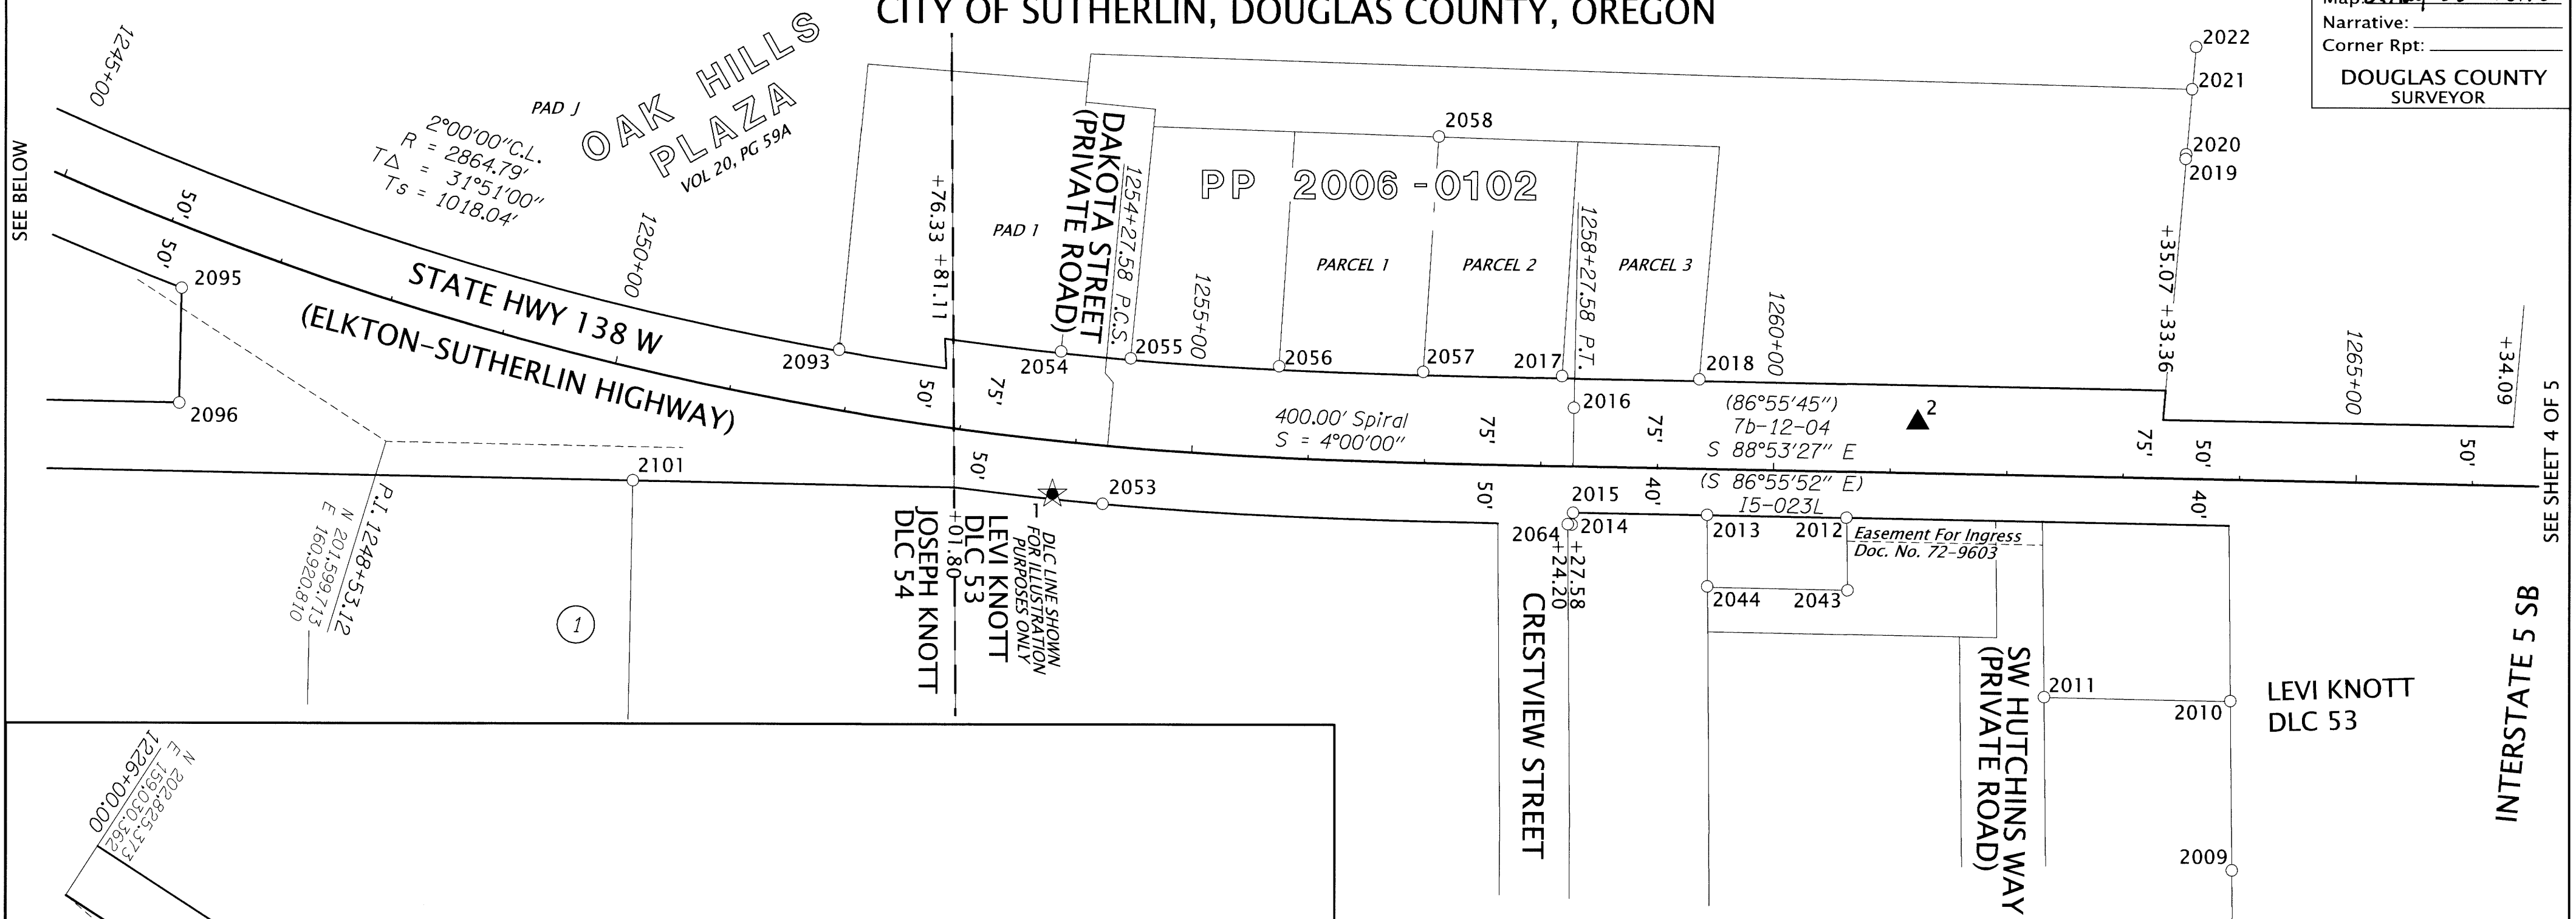 CITY OF SUTHERLIN, DOUGLAS COUNTY, OREGON
Map:
Narrative:
Corner Rpt:
DOUGLAS COUNTY
SURVEYOR
SEE BELOW
1245+00
2°00'00"C.L.
R = 2864.79'
T△ = 31°51'00"
Ts = 1018.04'
PAD J
OAK HILLS
PLAZA
VOL 20, PG 59A
1250+00
50'
50'
2095
2096
STATE HWY 138 W
(ELKTON-SUTHERLIN HIGHWAY)
2093
+76.33
+81.11
50'
75'
PAD 1
DAKOTA STREET
(PRIVATE ROAD)
1254+27.58 P.C.S.
2054
2055
1255+00
PP 2006-0102
2058
PARCEL 1
PARCEL 2
PARCEL 3
2056
2057
2017
1258+27.58 P.T.
2018
2016
1260+00
400.00' Spiral
S = 4°00'00"
75'
75'
(86°55'45")
7b-12-04
S 88°53'27" E
(S 86°55'52" E)
I5-023L
2
2022
2021
2020
2019
+35.07
+33.36
75'
50'
1265+00
+34.09
50'
SEE SHEET 4 OF 5
2101
P.I. 1248+53.12
N 201,599.713
E 160,920.810
1
50'
+01.80
JOSEPH KNOTT
DLC 54
LEVI KNOTT
DLC 53
1
DLC LINE SHOWN
FOR ILLUSTRATION
PURPOSES ONLY
2053
50'
2015
2064
2014
+27.58
+24.20
40'
2013
2012
2044
2043
Easement For Ingress
Doc. No. 72-9603
CRESTVIEW STREET
SW HUTCHINS WAY
(PRIVATE ROAD)
40'
2011
2010
2009
LEVI KNOTT
DLC 53
INTERSTATE 5 SB
N 202,825.373
E 159,030.362
1226+00.00